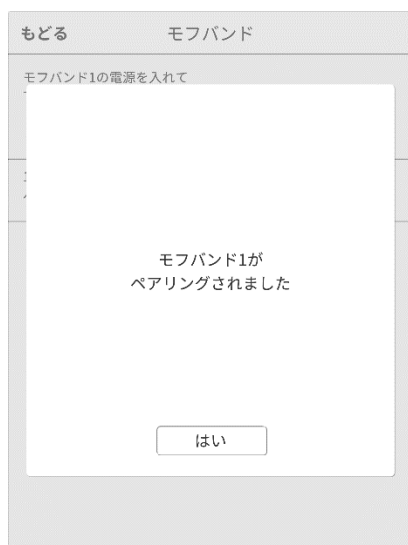 もどる
モフバンド
モフバンド1の電源を入れて
モフバンド1が
ペアリングされました
はい